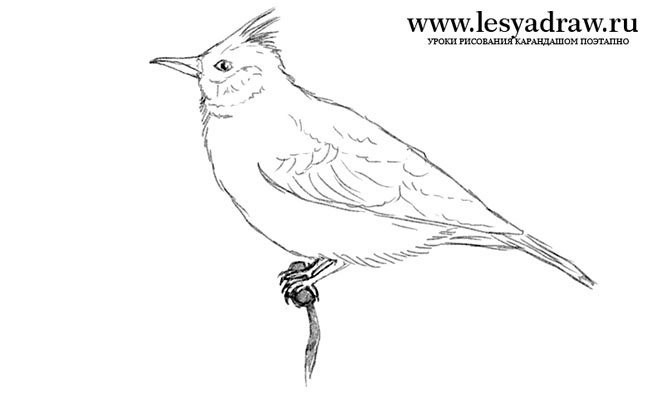 www.lesyadraw.ru
УРОКИ РИСОВАНИЯ КАРАНДАШОМ ПОЭТАПНО